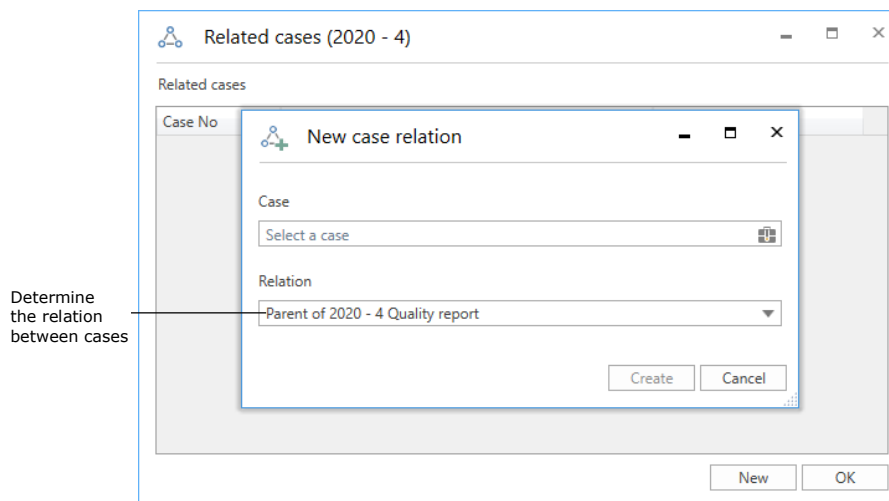 Related cases (2020 - 4)
Related cases
Case No
New case relation
Case
Select a case
Relation
Determine
the relation
between cases
Parent of 2020 - 4 Quality report
Create
Cancel
New
OK